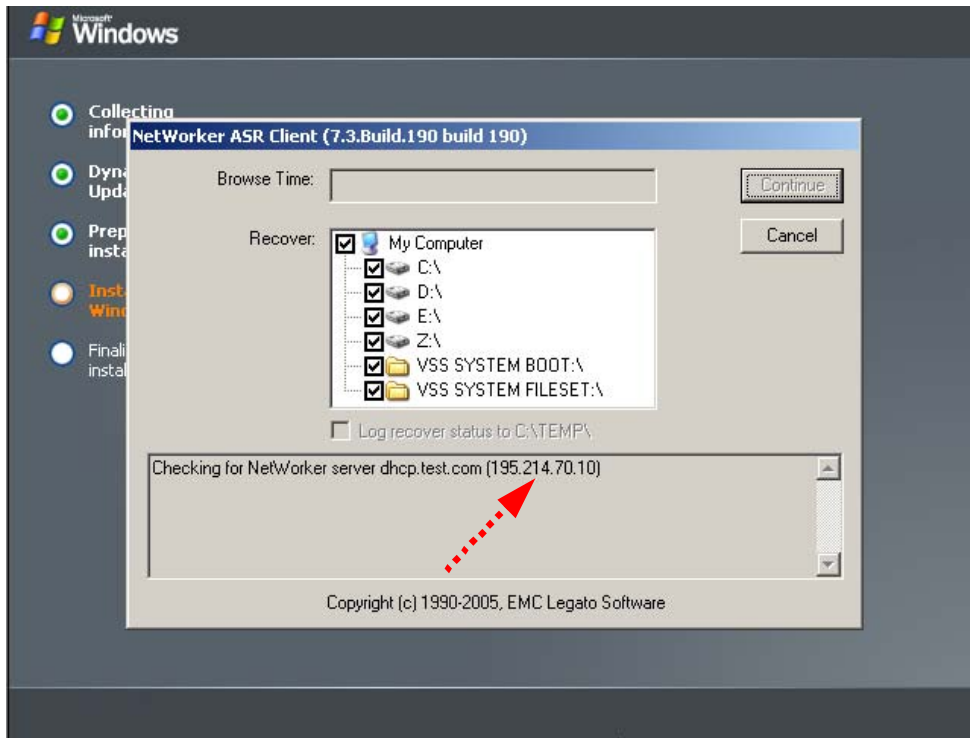 Microsoft
Windows
Collecting
infor
Dyna
Upda
Prep
insta
Inst
Wind
Finali
instal
NetWorker ASR Client (7.3.Build.190 build 190)
Browse Time:
Continue
Recover:
My Computer
Cancel
C:\
D:\
E:\
Z:\
VSS SYSTEM BOOT:\
VSS SYSTEM FILESET:\
Log recover status to C:\TEMP\
Checking for NetWorker server dhcp.test.com (195.214.70.10)
Copyright (c) 1990-2005, EMC Legato Software